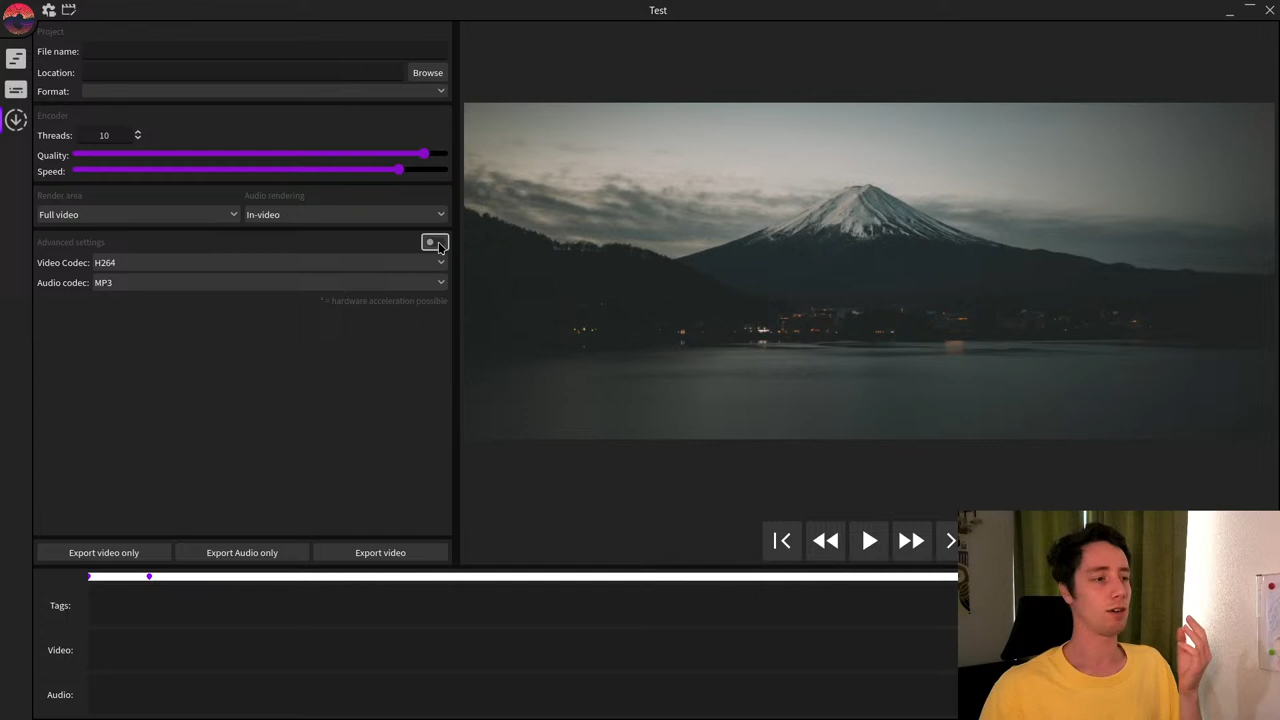 Test
Project
File name:
Location:
Browse
Format:
Encoder
Threads: 10
Quality:
Speed:
Render area
Audio rendering
Full video
In-video
Advanced settings
Video Codec: H264
Audio codec: MP3
* = hardware acceleration possible
Export video only
Export Audio only
Export video
Tags:
Video:
Audio: